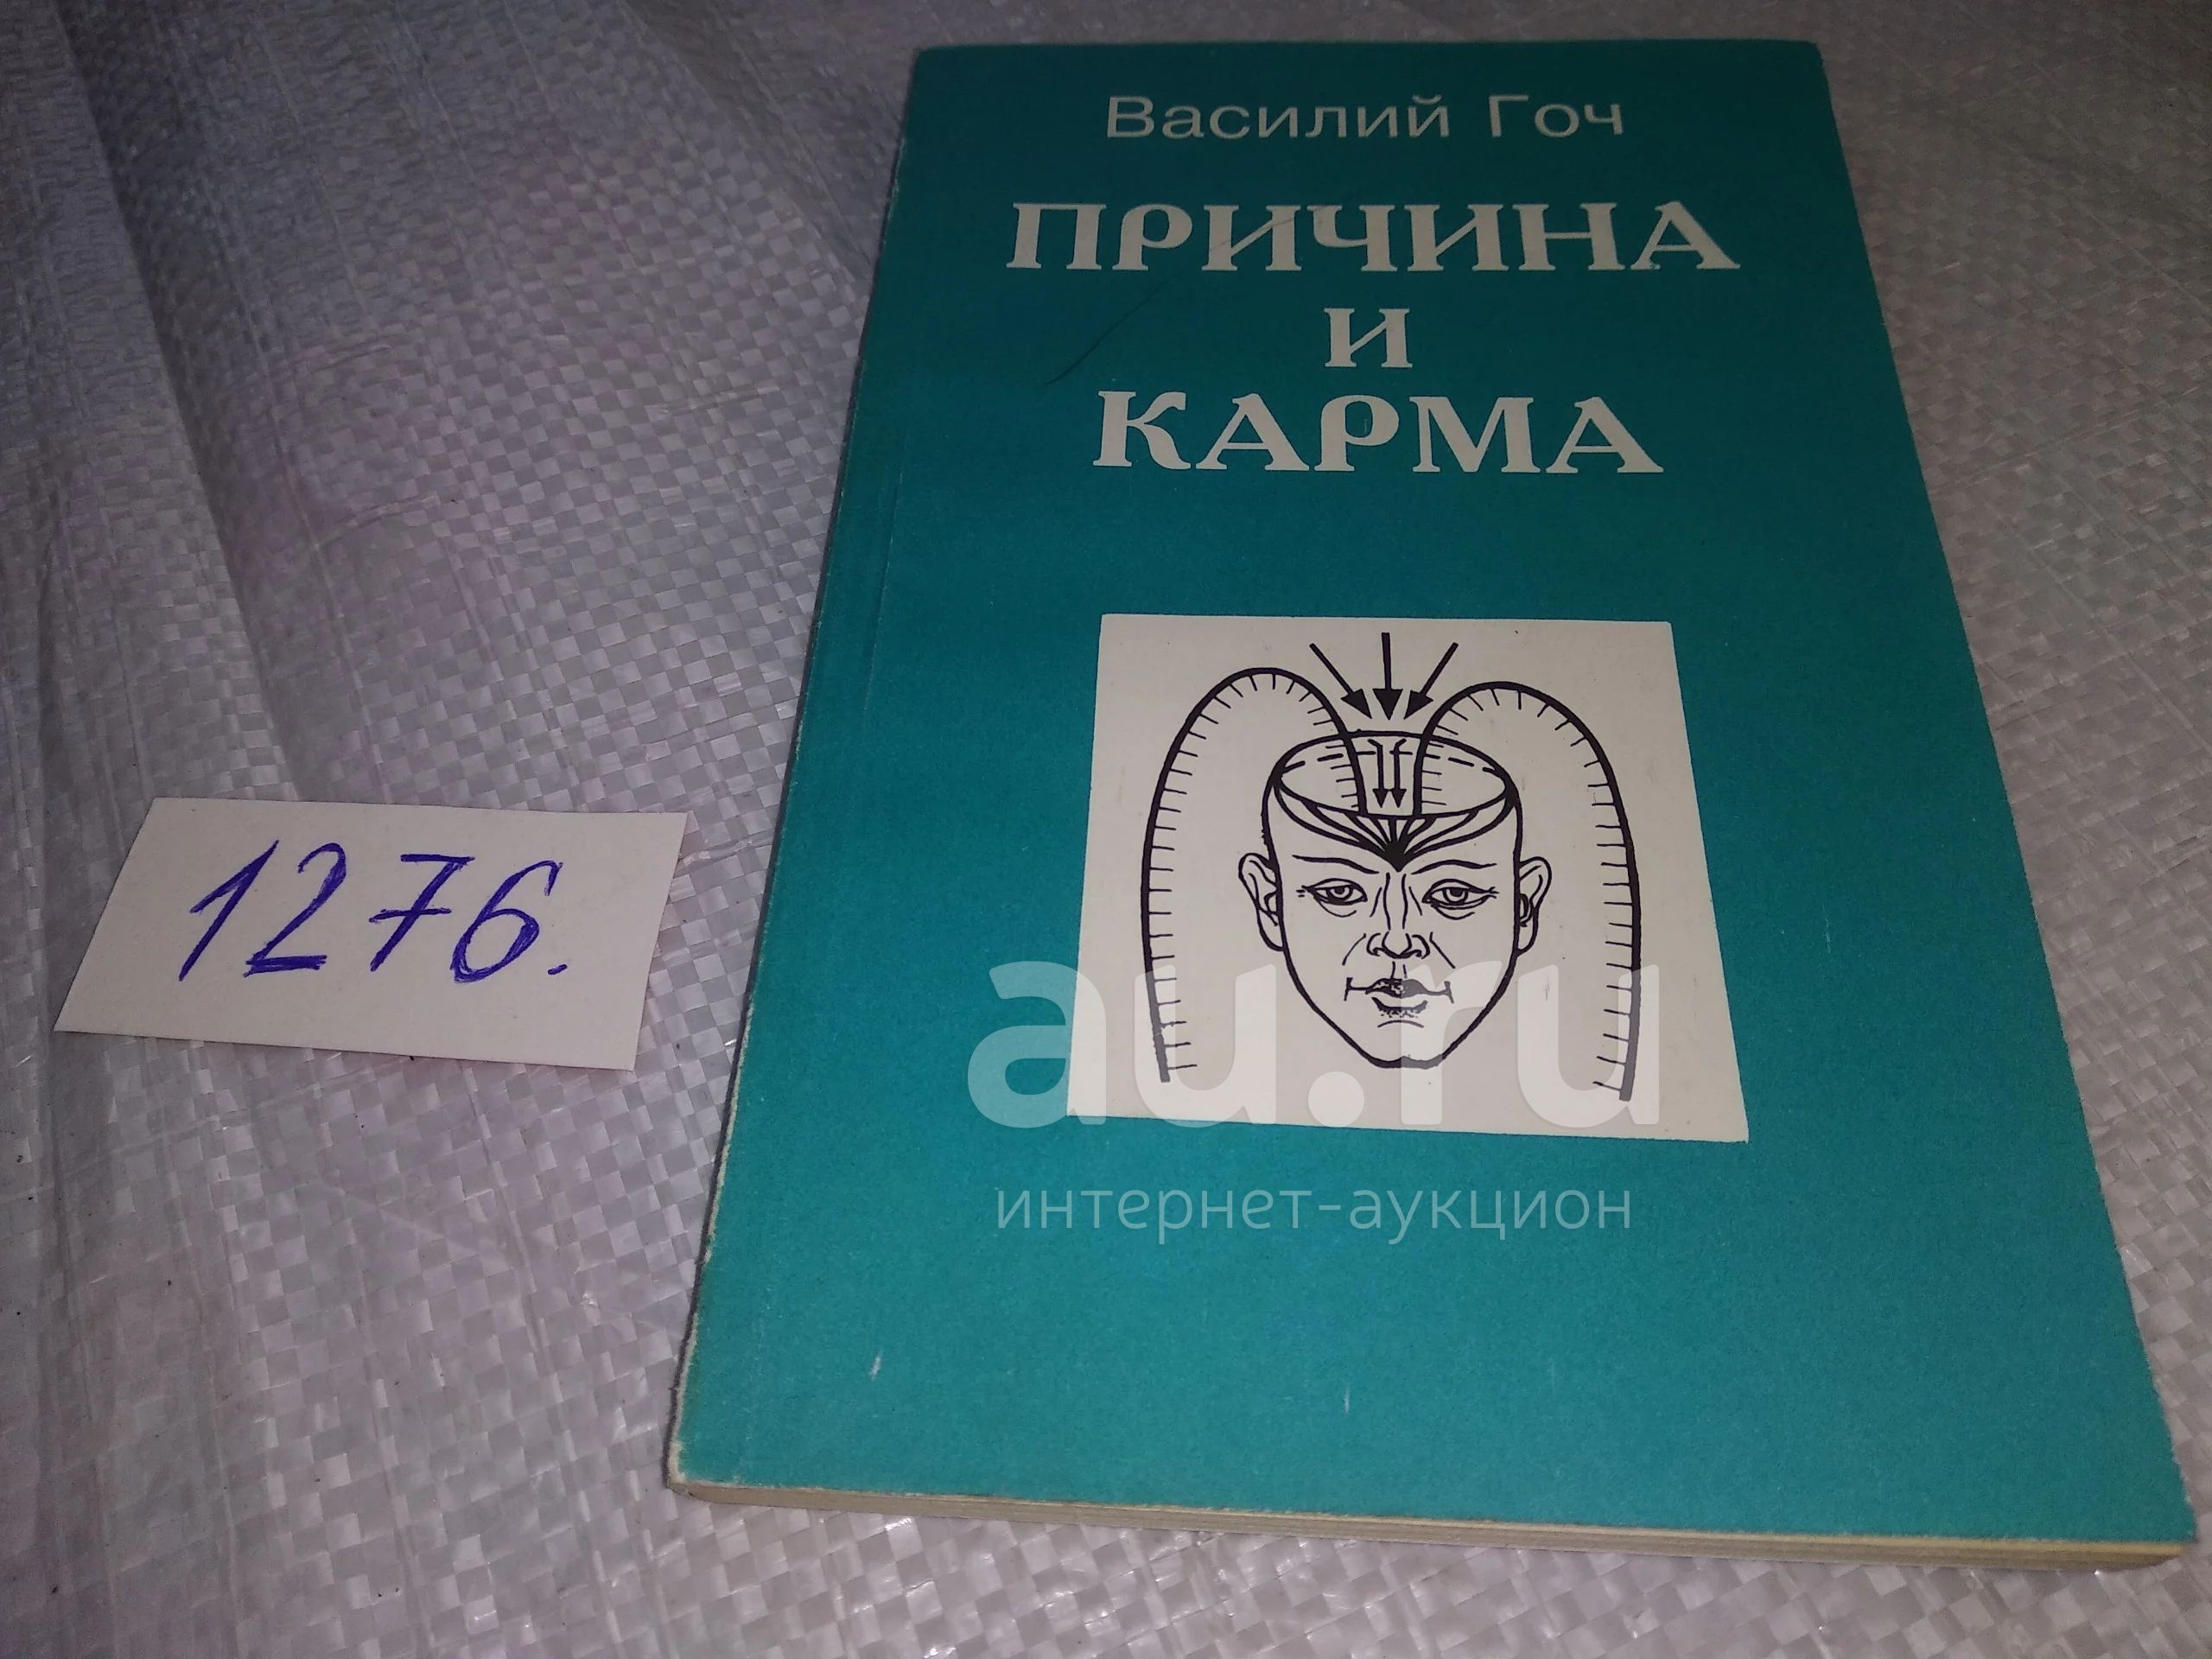 Василий Гоч
ПРИЧИНА
И
КАРМА
1276.
au.ru
интернет-аукцион